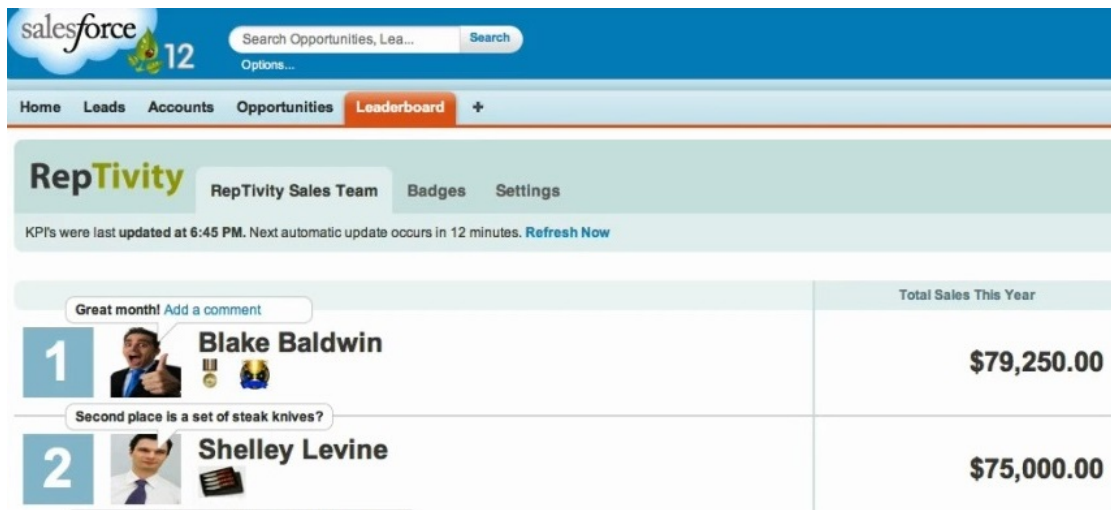 salesforce 12
Search Opportunities, Lea... Search
Options...
Home Leads Accounts Opportunities Leaderboard +
RepTivity RepTivity Sales Team Badges Settings
KPI's were last updated at 6:45 PM. Next automatic update occurs in 12 minutes. Refresh Now
Total Sales This Year
Great month! Add a comment
1 Blake Baldwin $79,250.00
Second place is a set of steak knives?
2 Shelley Levine $75,000.00